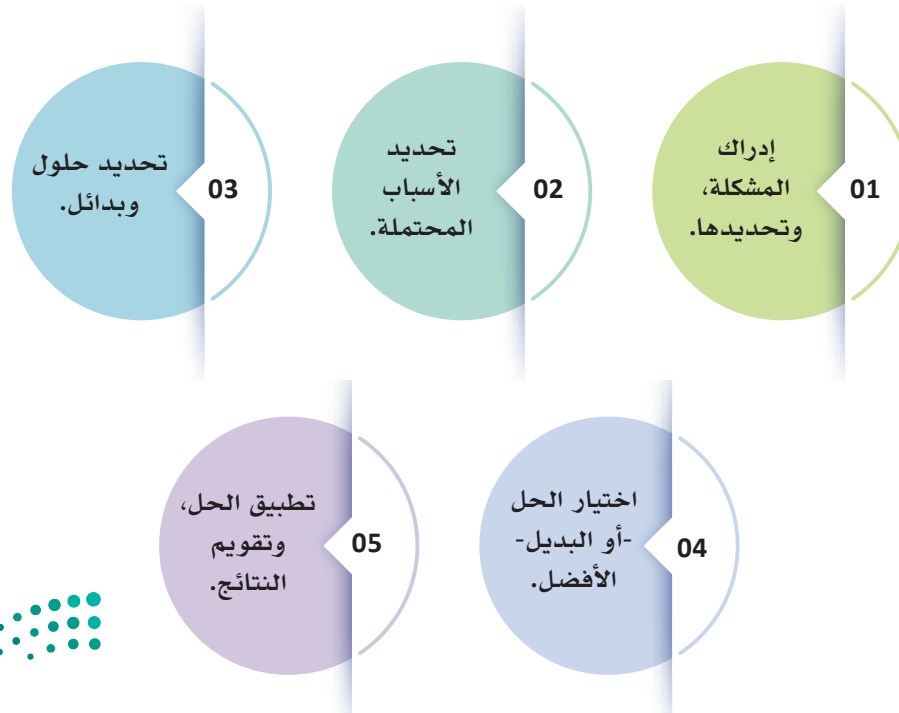 01
إدراك
المشكلة،
وتحديدها.
02
تحديد
الأسباب
المحتملة.
03
تحديد حلول
وبدائل.
04
اختيار الحل
-أو البديل-
الأفضل.
05
تطبيق الحل،
وتقويم
النتائج.